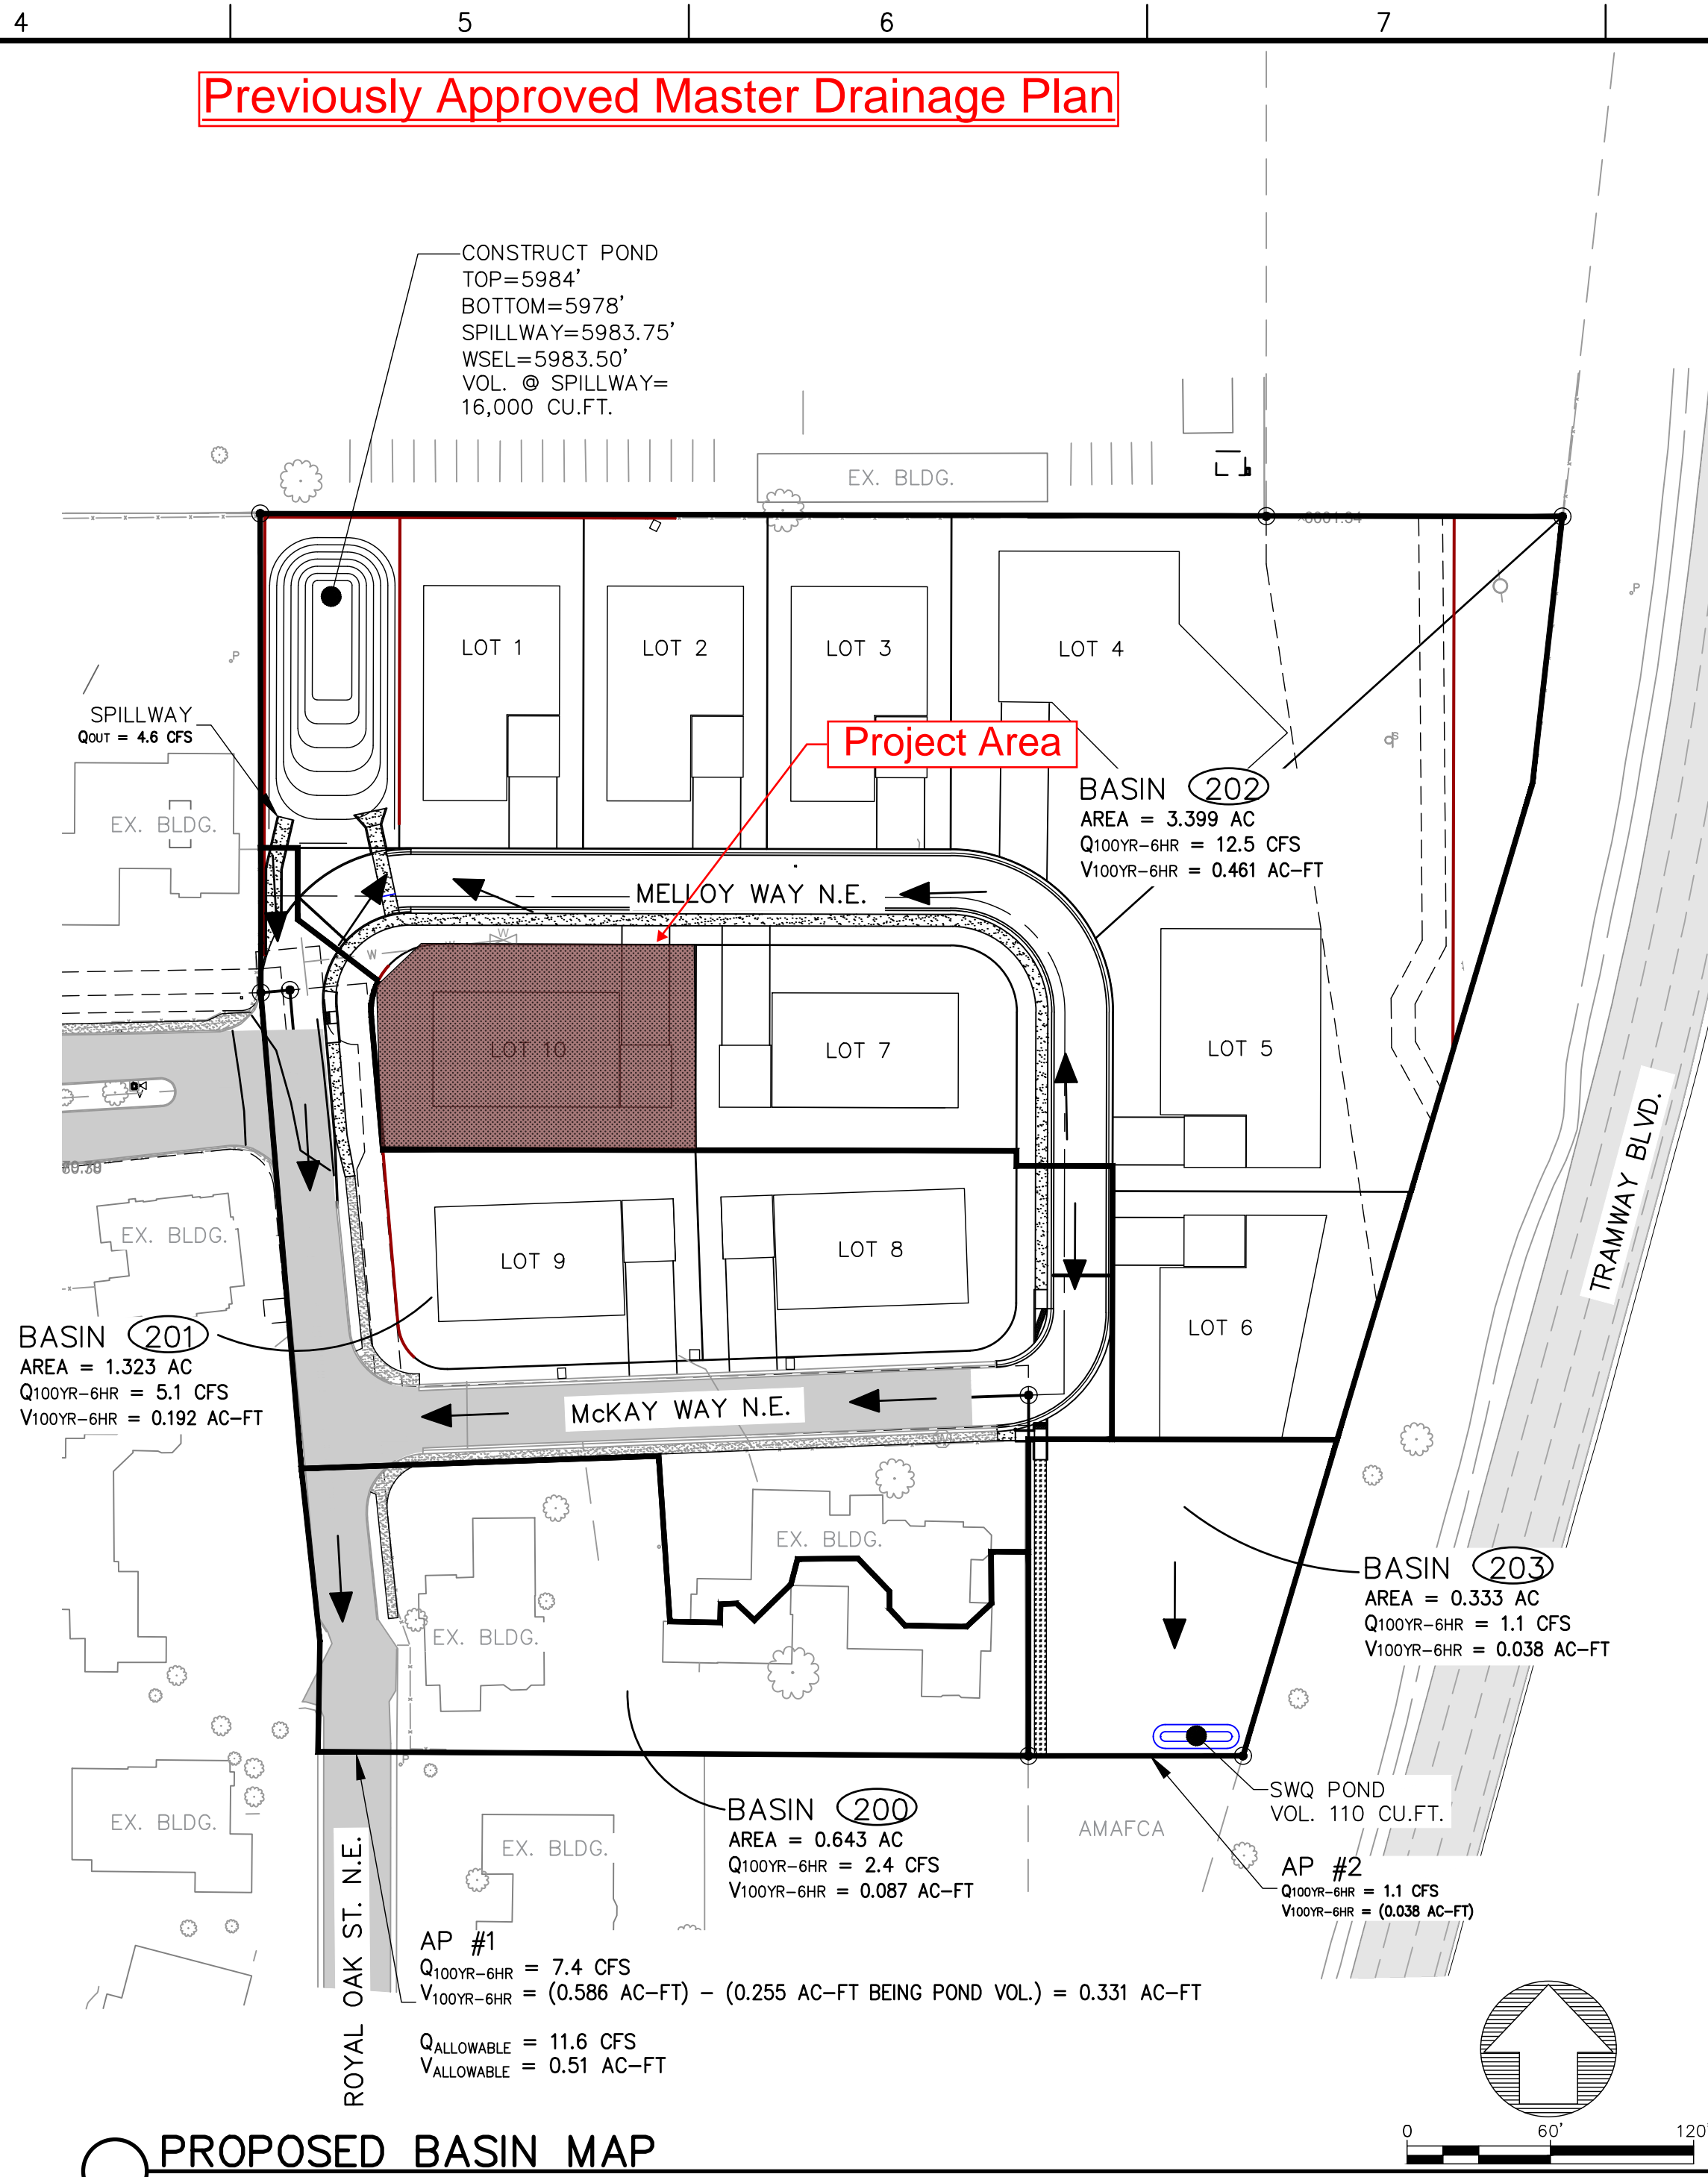 4
5
6
7
Previously Approved Master Drainage Plan
CONSTRUCT POND
TOP=5984'
BOTTOM=5978'
SPILLWAY=5983.75'
WSEL=5983.50'
VOL. @ SPILLWAY=
16,000 CU.FT.
EX. BLDG.
LOT 1
LOT 2
LOT 3
LOT 4
P
P
SPILLWAY
QOUT = 4.6 CFS
Project Area
EX. BLDG.
BASIN 202
AREA = 3.399 AC
Q100YR-6HR = 12.5 CFS
V100YR-6HR = 0.461 AC-FT
MELLOY WAY N.E.
W
W
W
LOT 10
LOT 7
LOT 5
TRAMWAY BLVD.
EX. BLDG.
LOT 9
LOT 8
LOT 6
BASIN 201
AREA = 1.323 AC
Q100YR-6HR = 5.1 CFS
V100YR-6HR = 0.192 AC-FT
McKAY WAY N.E.
EX. BLDG.
BASIN 203
AREA = 0.333 AC
Q100YR-6HR = 1.1 CFS
V100YR-6HR = 0.038 AC-FT
EX. BLDG.
P
SWQ POND
VOL. 110 CU.FT.
EX. BLDG.
EX. BLDG.
BASIN 200
AREA = 0.643 AC
Q100YR-6HR = 2.4 CFS
V100YR-6HR = 0.087 AC-FT
AMAFCA
AP #2
Q100YR-6HR = 1.1 CFS
V100YR-6HR = (0.038 AC-FT)
ROYAL OAK ST. N.E.
AP #1
Q100YR-6HR = 7.4 CFS
V100YR-6HR = (0.586 AC-FT) - (0.255 AC-FT BEING POND VOL.) = 0.331 AC-FT
QALLOWABLE = 11.6 CFS
VALLOWABLE = 0.51 AC-FT
0 60' 120
PROPOSED BASIN MAP